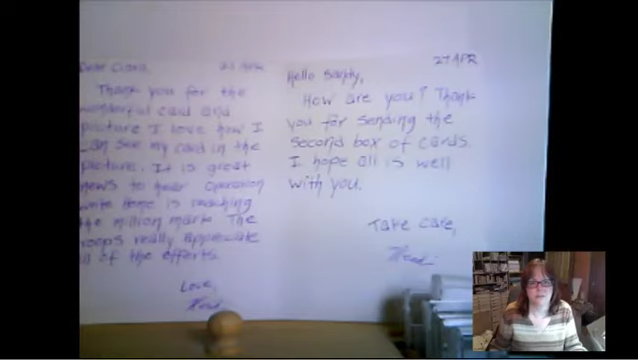 Dear
21 APR
Thank you for the
wonderful card and
picture I love how I
can see my card in the
picture. It is great
news to hear operation
write home is reaching
the million mark. The
troops really appreciate
all of the efforts
Love,
27 APR
Hello Sandy,
How are you? Thank
you for sending the
second box of cards.
I hope all is well
with you.
Take care,